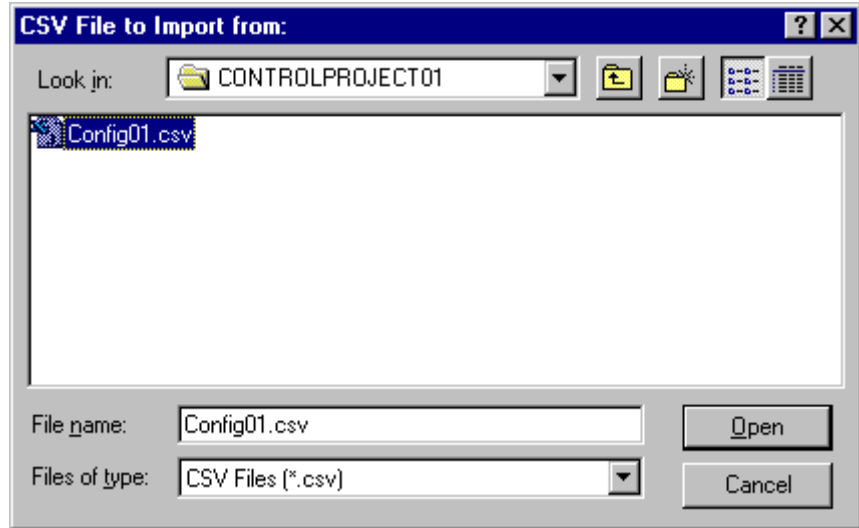 CSV File to Import from:
Look in:
CONTROLPROJECT01
Config01.csv
File name:
Config01.csv
Open
Files of type:
CSV Files (*.csv)
Cancel